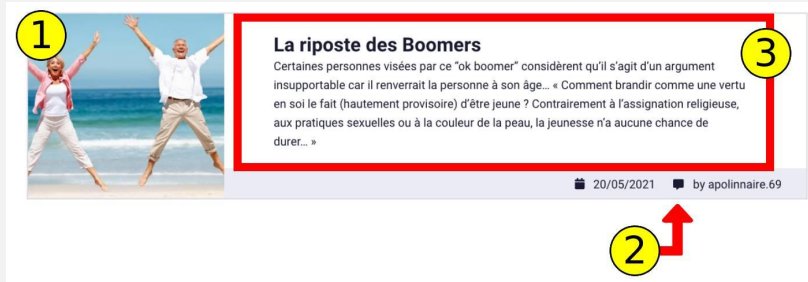 1
3
La riposte des Boomers
Certaines personnes visées par ce “ok boomer” considèrent qu’il s’agit d’un argument
insupportable car il renverrait la personne à son âge… « Comment brandir comme une vertu
en soi le fait (hautement provisoire) d’être jeune ? Contrairement à l’assignation religieuse,
aux pratiques sexuelles ou à la couleur de la peau, la jeunesse n’a aucune chance de
durer… »
20/05/2021 by apolinnaire.69
2